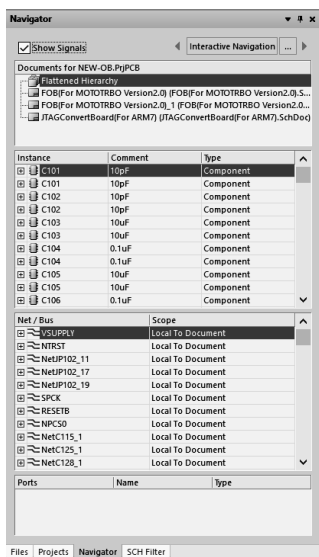 Navigator
Show Signals
Interactive Navigation ...
Documents for NEW-OB.PrjPCB
Flattened Hierarchy
FOB(For MOTOTRBO Version2.0) (FOB(For MOTOTRBO Version2.0).S...
FOB(For MOTOTRBO Version2.0)_1 (FOB(For MOTOTRBO Version2.0...
JTAGConvertBoard(For ARM7) (JTAGConvertBoard(For ARM7).SchDoc)
Instance Comment Type
C101 10pF Component
C101 10pF Component
C102 10pF Component
C102 10pF Component
C103 10uF Component
C103 10uF Component
C104 0.1uF Component
C104 0.1uF Component
C105 10uF Component
C105 10uF Component
C106 0.1uF Component
Net / Bus Scope
VSUPPLY Local To Document
NTRST Local To Document
NetJP102_11 Local To Document
NetJP102_17 Local To Document
NetJP102_19 Local To Document
SPCK Local To Document
RESETB Local To Document
NPCS0 Local To Document
NetC115_1 Local To Document
NetC125_1 Local To Document
NetC128_1 Local To Document
Ports Name Type
Files Projects Navigator SCH Filter